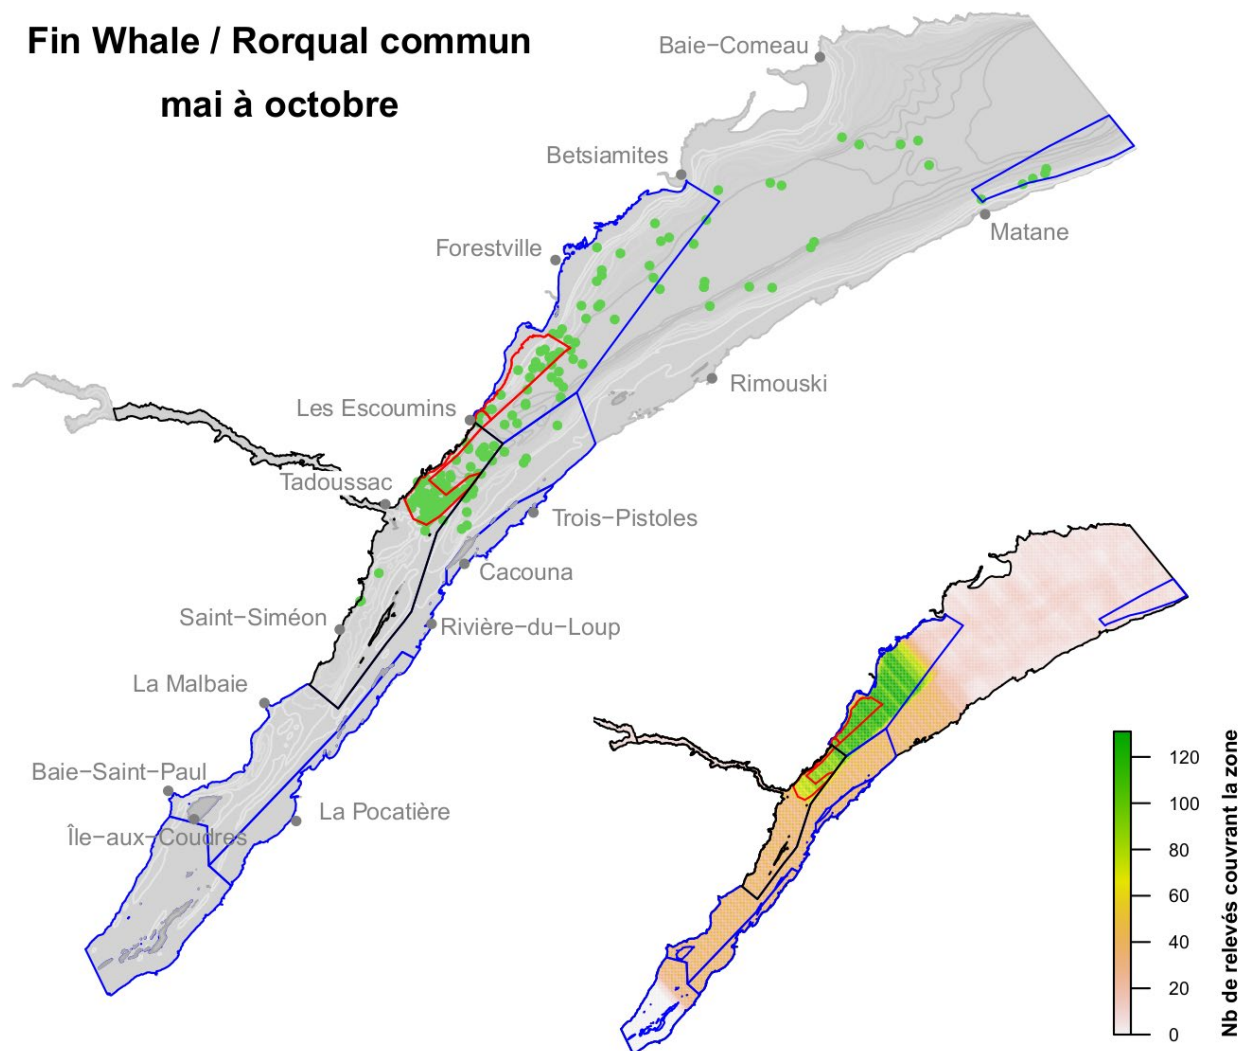 Fin Whale / Rorqual commun
mai à octobre
Baie−Comeau
Betsiamites
Forestville
Matane
Rimouski
Les Escoumins
Tadoussac
Trois−Pistoles
Cacouna
Saint−Siméon
Rivière−du−Loup
La Malbaie
Baie−Saint−Paul
La Pocatière
Île−aux−Coudres
120
100
80
60
40
20
0
Nb de relevés couvrant la zone